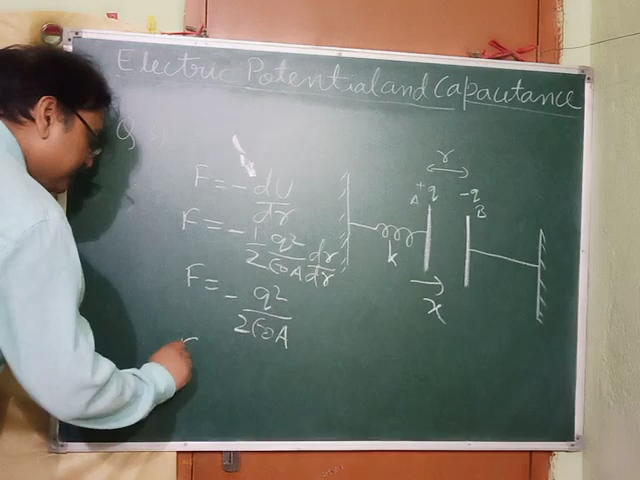 Electric Potential and Capacitance
Q
F = - dU/dr
F = - 1/2 q²/ε₀A dr/dr
F = - q²/2ε₀A
r
+q
A
-q
B
k
x